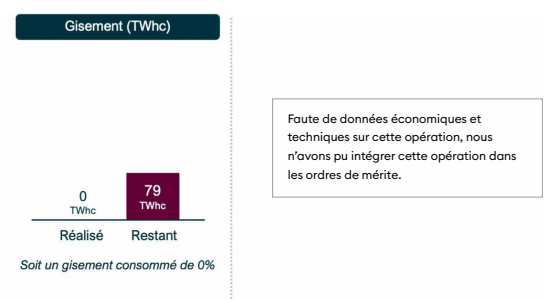 Gisement (TWhc)
0
TWhc
79
TWhc
Réalisé
Restant
Soit un gisement consommé de 0%
Faute de données économiques et
techniques sur cette opération, nous
n'avons pu intégrer cette opération dans
les ordres de mérite.